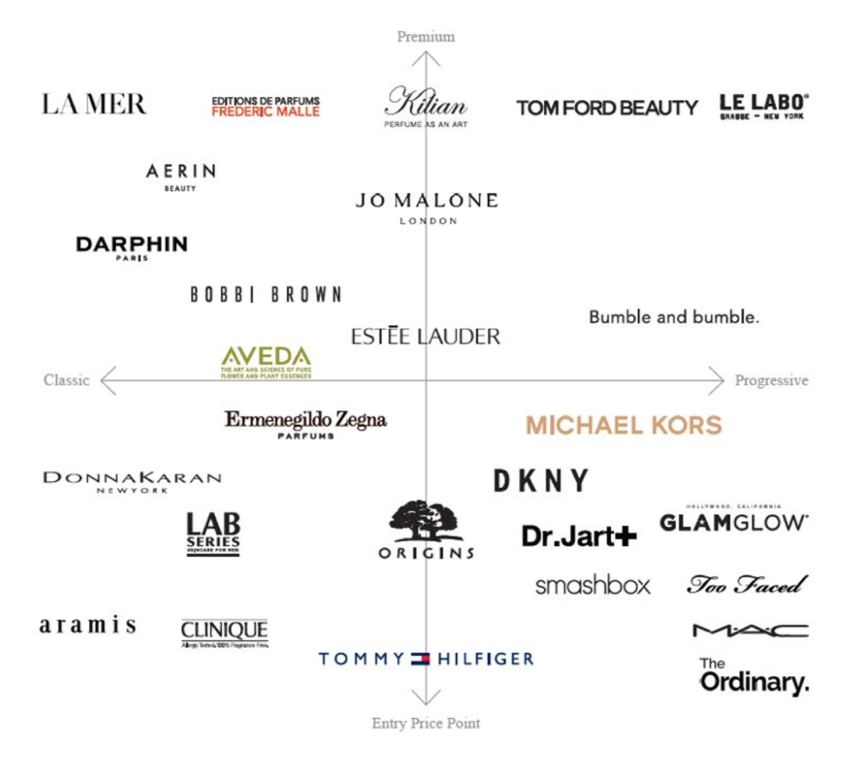 Premium
LA MER
EDITIONS DE PARFUMS
FREDERIC MALLE
Kilian
PERFUME AS AN ART
TOM FORD BEAUTY
LE LABO
GRASSE - NEW YORK
AERIN
BEAUTY
JO MALONE
LONDON
DARPHIN
PARIS
BOBBI BROWN
Bumble and bumble.
ESTĒE LAUDER
AVEDA
THE ART AND SCIENCE OF PURE
FLOWER AND PLANT ESSENCES
Classic
Progressive
Ermenegildo Zegna
PARFUMS
MICHAEL KORS
DONNAKARAN
NEWYORK
DKNY
LAB
SERIES
SKINCARE FOR MEN
ORIGINS
Dr.Jart+
HOLLYWOOD, CALIFORNIA
GLAMGLOW
smashbox
Too Faced
aramis
CLINIQUE
Allergy Tested. 100% Fragrance Free.
MAC
TOMMY HILFIGER
The
Ordinary.
Entry Price Point